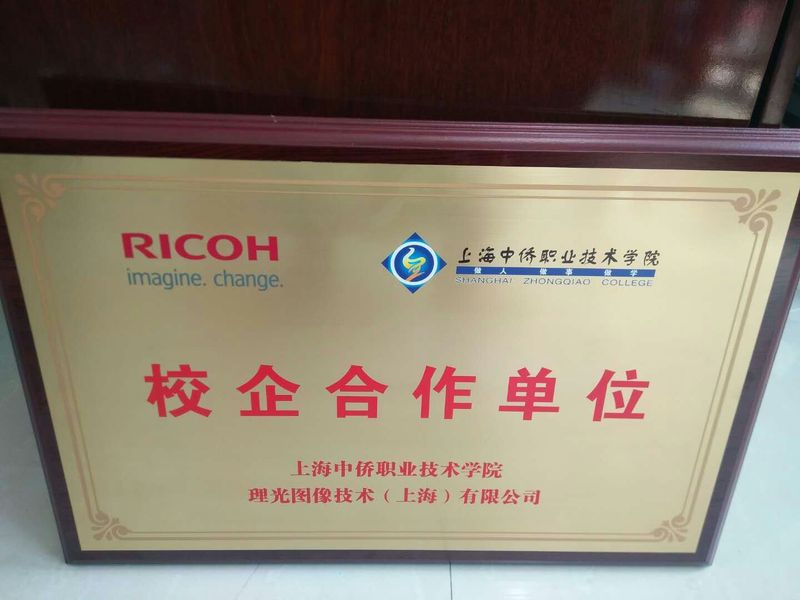 RICOH
imagine. change.
上海中侨职业技术学院
做人 做事 做学
SHANGHAI ZHONGQIAO COLLEGE
校企合作单位
上海中侨职业技术学院
理光图像技术（上海）有限公司